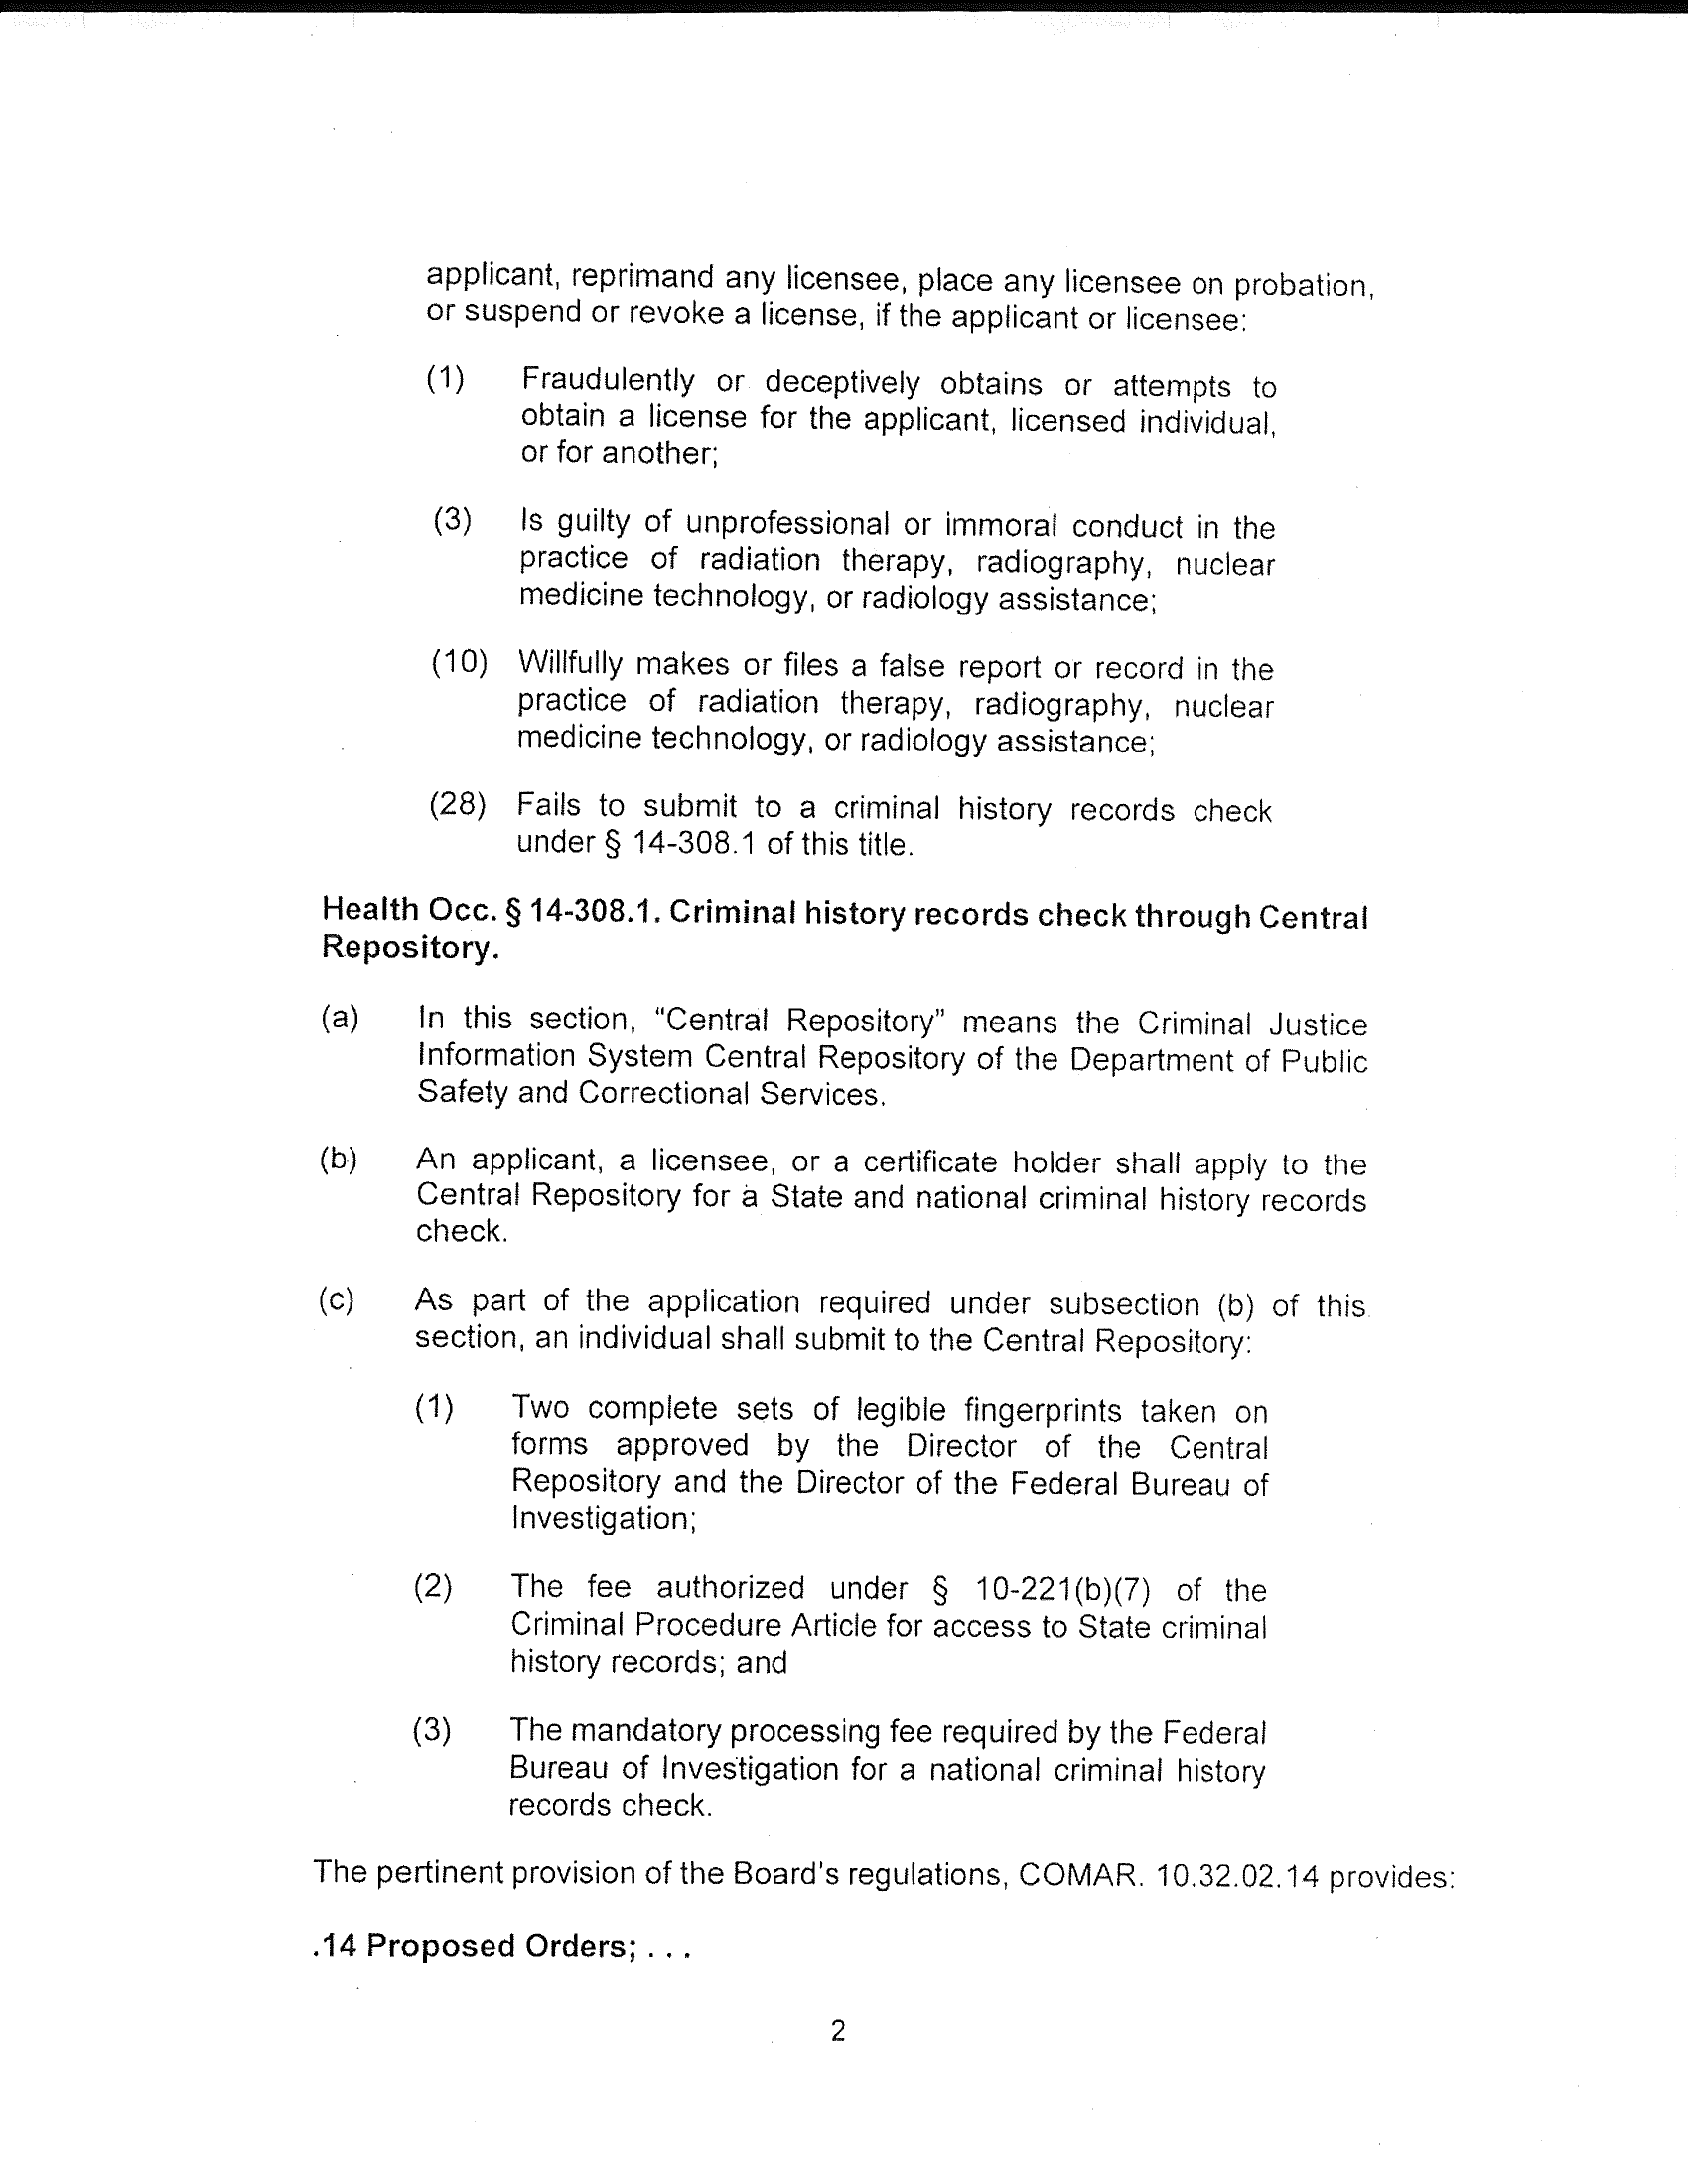 applicant, reprimand any licensee, place any licensee on probation,
or suspend or revoke a license, if the applicant or licensee:
(1) Fraudulently or deceptively obtains or attempts to
obtain a license for the applicant, licensed individual,
or for another;
(3) Is guilty of unprofessional or immoral conduct in the
practice of radiation therapy, radiography, nuclear
medicine technology, or radiology assistance;
(10) Willfully makes or files a false report or record in the
practice of radiation therapy, radiography, nuclear
medicine technology, or radiology assistance;
(28) Fails to submit to a criminal history records check
under § 14-308.1 of this title.
Health Occ. § 14-308.1. Criminal history records check through Central
Repository.
(a) In this section, “Central Repository” means the Criminal Justice
Information System Central Repository of the Department of Public
Safety and Correctional Services.
(b) An applicant, a licensee, or a certificate holder shall apply to the
Central Repository for a State and national criminal history records
check.
(c) As part of the application required under subsection (b) of this
section, an individual shall submit to the Central Repository:
(1) Two complete sets of legible fingerprints taken on
forms approved by the Director of the Central
Repository and the Director of the Federal Bureau of
Investigation;
(2) The fee authorized under § 10-221(b)(7) of the
Criminal Procedure Article for access to State criminal
history records; and
(3) The mandatory processing fee required by the Federal
Bureau of Investigation for a national criminal history
records check.
The pertinent provision of the Board's regulations, COMAR. 10.32.02.14 provides:
.14 Proposed Orders; . . .
2